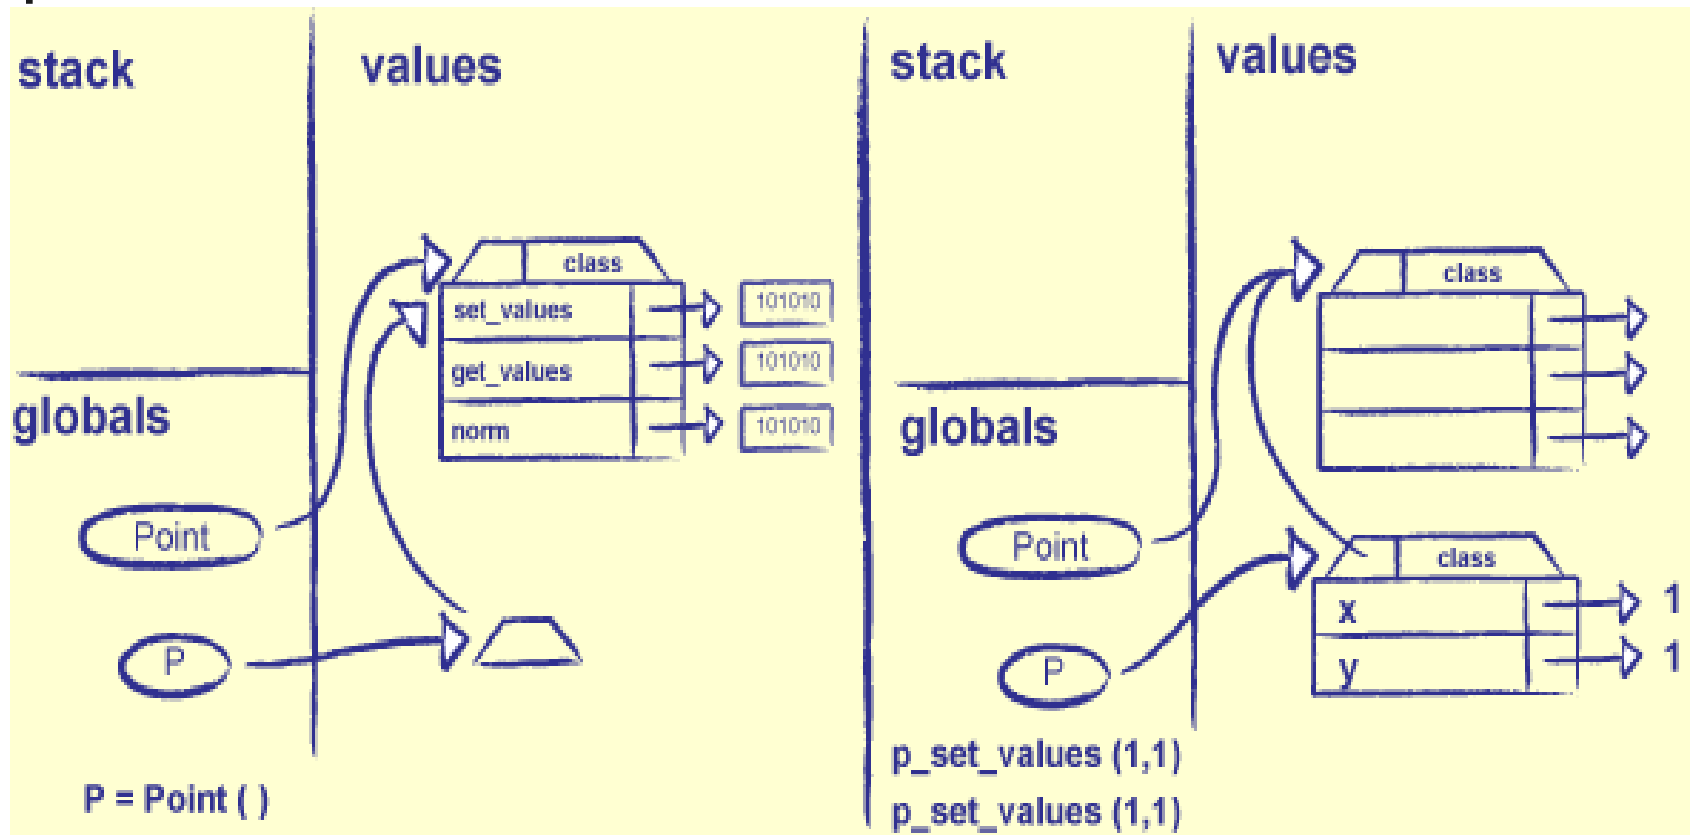 stack
values
class
set_values
101010
get_values
101010
norm
101010
globals
Point
P
P = Point ( )
stack
values
class
globals
Point
class
x
1
y
1
P
p_set_values (1,1)
p_set_values (1,1)